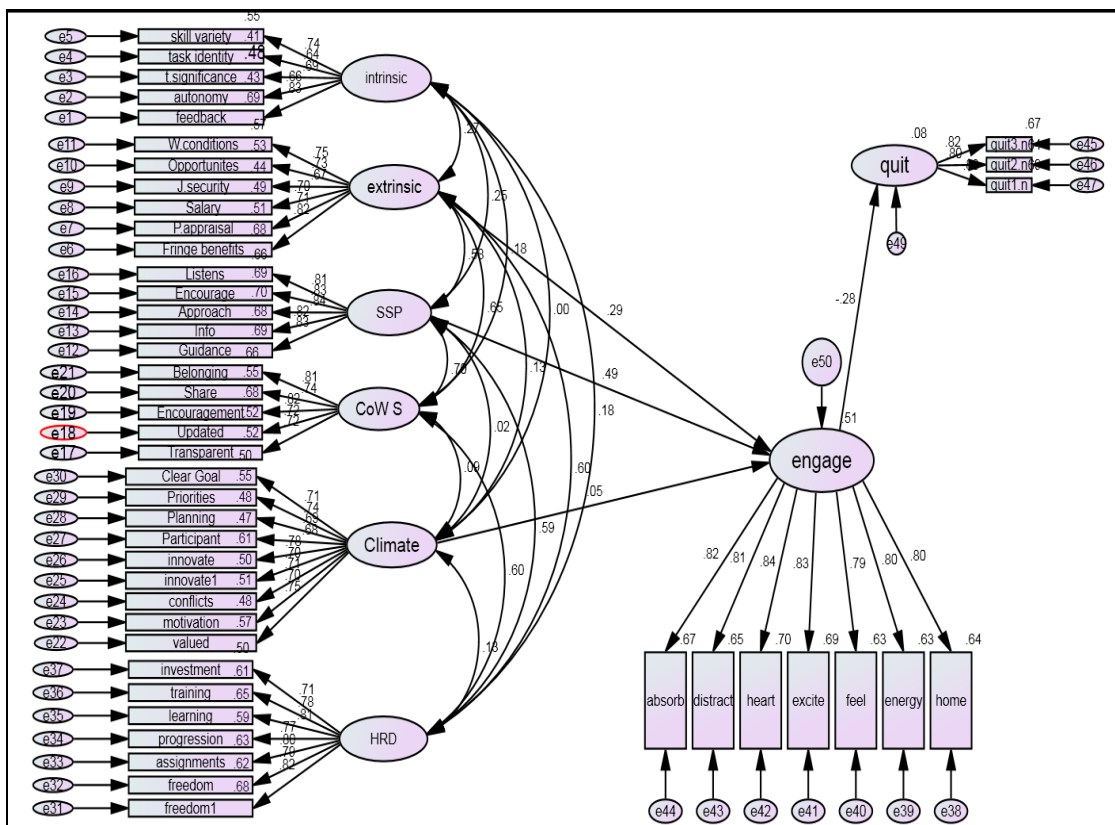 .55
e5 skill variety .41 .74
e4 task identity .48 .64
e3 t.significance .43 .69
e2 autonomy .69 .66
e1 feedback .83
intrinsic
.57
e11 W.conditions .53 .75
e10 Opportunites .44 .73
e9 J.security .49 .67
e8 Salary .51 .70
e7 P.appraisal .68 .71
e6 Fringe benefits .82
extrinsic
.66
e16 Listens .69 .81
e15 Encourage .70 .83
e14 Approach .68 .84
e13 Info .69 .82
e12 Guidance .83
SSP
.66
e21 Belonging .55 .81
e20 Share .68 .74
e19 Encouragement .52 .82
e18 Updated .52 .72
e17 Transparent .72
CoW S
.50
e30 Clear Goal .55 .71
e29 Priorities .48 .74
e28 Planning .47 .69
e27 Participant .61 .68
e26 innovate .50 .78
e25 innovate1 .51 .70
e24 conflicts .48 .71
e23 motivation .57 .70
e22 valued .75
Climate
.50
e37 investment .61 .71
e36 training .65 .78
e35 learning .59 .81
e34 progression .63 .77
e33 assignments .62 .80
e32 freedom .68 .79
e31 freedom1 .82
HRD
.27
.25
.18
.53
.65
.00
.29
.49
.70
.13
.18
.02
.09
.60
.05
.59
.60
.13
.08
quit
.67
.82 quit3.n e45
.80 quit2.n e46
quit1.n e47
e49
-.28
e50
.51
engage
.82 .81 .84 .83 .79 .80 .80
.67 .65 .70 .69 .63 .63 .64
absorb distract heart excite feel energy home
e44 e43 e42 e41 e40 e39 e38